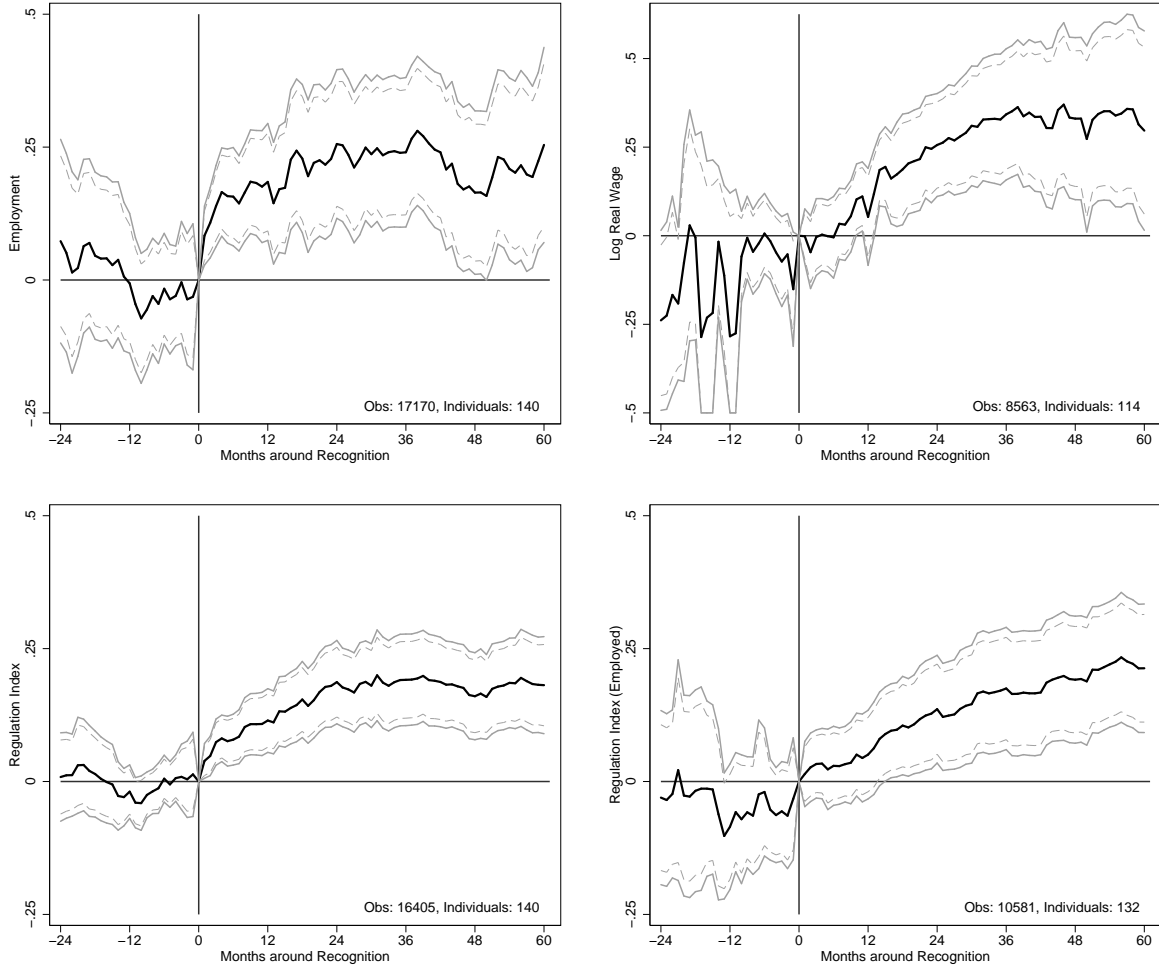 .5
.25
0
−.25
Employment
Obs: 17170, Individuals: 140
−24 −12 0 12 24 36 48 60
Months around Recognition
.5
.25
0
−.25
−.5
Log Real Wage
Obs: 8563, Individuals: 114
−24 −12 0 12 24 36 48 60
Months around Recognition
.5
.25
0
−.25
Regulation Index
Obs: 16405, Individuals: 140
−24 −12 0 12 24 36 48 60
Months around Recognition
.5
.25
0
−.25
Regulation Index (Employed)
Obs: 10581, Individuals: 132
−24 −12 0 12 24 36 48 60
Months around Recognition